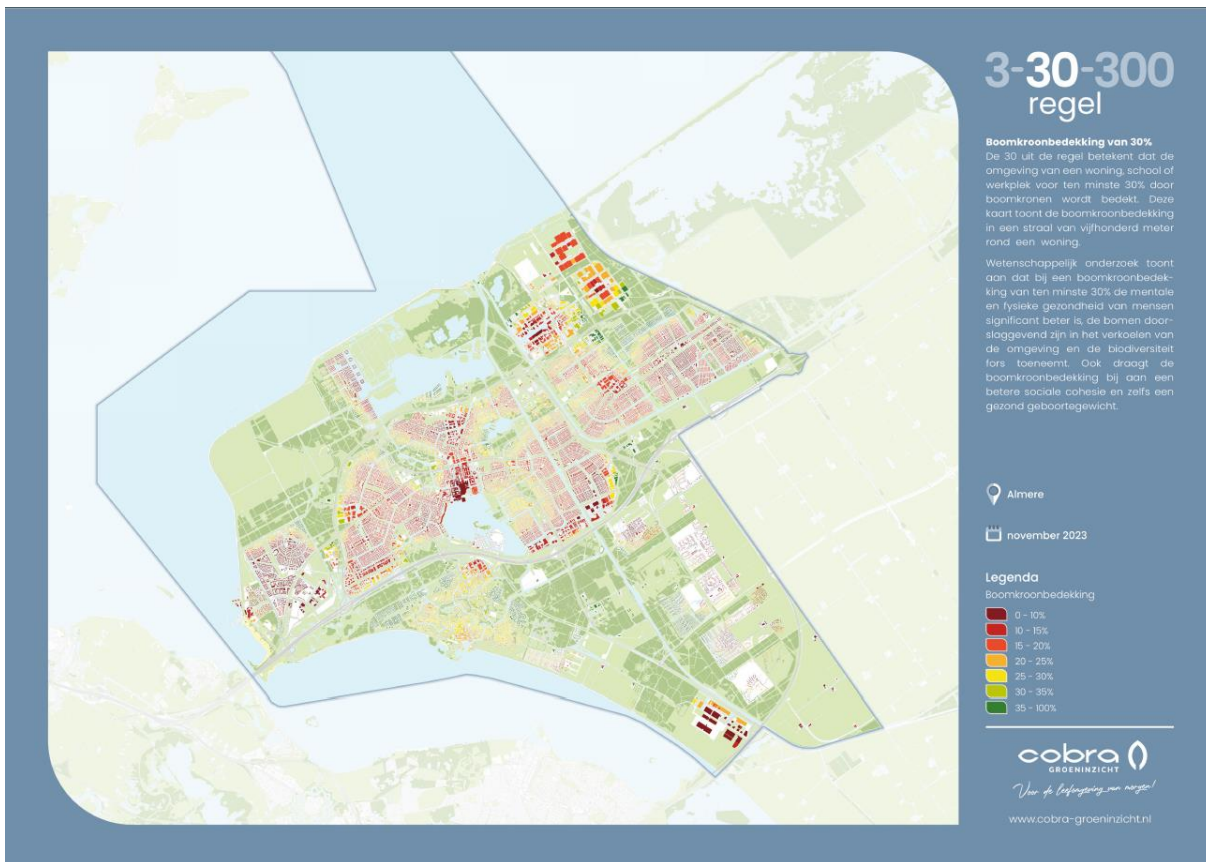 3-30-300
regel
Boomkroonbedekking van 30%
De 30 uit de regel betekent dat de
omgeving van een woning, school of
werkplek voor ten minste 30% door
boomkronen wordt bedekt. Deze
kaart toont de boomkroonbedekking
in een straal van vijfhonderd meter
rond een woning.
Wetenschappelijk onderzoek toont
aan dat bij een boomkroonbedek-
king van ten minste 30% de mentale
en fysieke gezondheid van mensen
significant beter is, de bomen door-
slaggevend zijn in het verkoelen van
de omgeving en de biodiversiteit
fors toeneemt. Ook draagt de
boomkroonbedekking bij aan een
betere sociale cohesie en zelfs een
gezond geboortegewicht.
Almere
november 2023
Legenda
Boomkroonbedekking
0 - 10%
10 - 15%
15 - 20%
20 - 25%
25 - 30%
30 - 35%
35 - 100%
cobra
GROENINZICHT
Voor de leefomgeving van morgen!
www.cobra-groeninzicht.nl